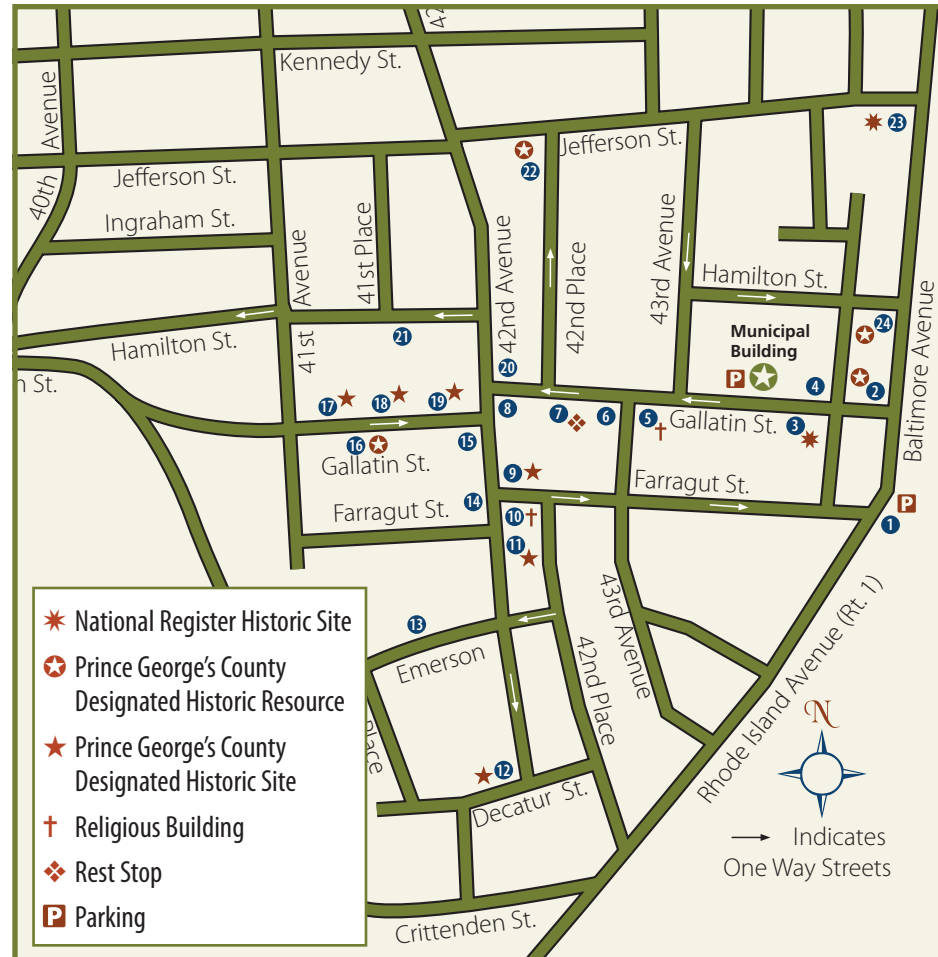 42
Kennedy St.
40th
Avenue
Jefferson St.
Jefferson St.
Ingraham St.
41st
Avenue
41st Place
42nd Avenue
42nd Place
43rd Avenue
Hamilton St.
Hamilton St.
Baltimore Avenue
23
22
24
21
20
Municipal
Building
P
4
2
n St.
17
18
19
8
7
6
5
3
Gallatin St.
16
15
Gallatin St.
9
Farragut St.
14
Farragut St.
10
11
P
1
13
Emerson
42nd Place
43rd Avenue
Rhode Island Avenue (Rt. 1)
Place
12
Decatur St.
Crittenden St.
N
Indicates
One Way Streets
National Register Historic Site
Prince George's County
Designated Historic Resource
Prince George's County
Designated Historic Site
Religious Building
Rest Stop
P Parking